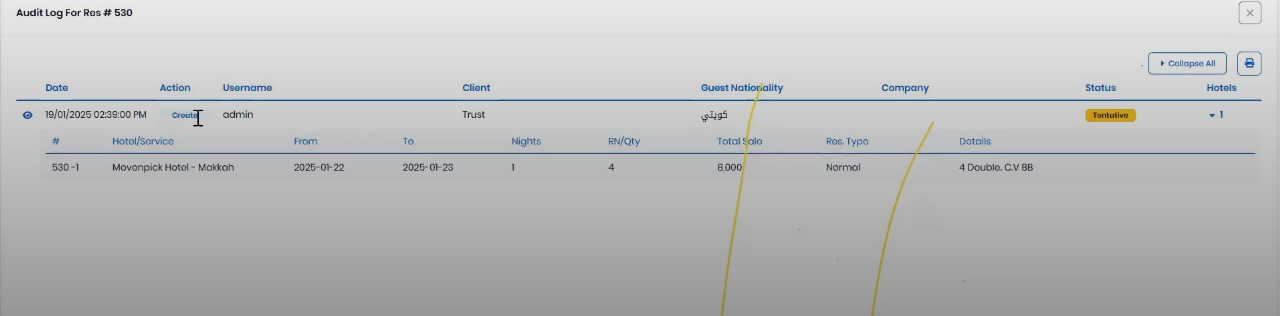 Audit Log For Res # 530
Collapse All
Date Action Username Client Guest Nationality Company Status Hotels
19/01/2025 02:39:00 PM Create admin Trust كويتي Tentative 1
# Hotel/Service From To Nights RN/Qty Total Sale Res. Type Details
530 -1 Movenpick Hotel - Makkah 2025-01-22 2025-01-23 1 4 8,000 Normal 4 Double. C.V BB